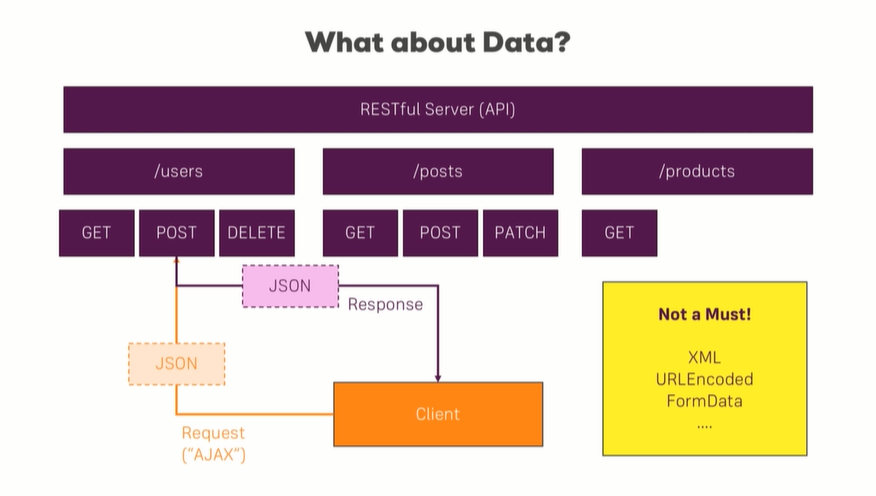 What about Data?
RESTful Server (API)
/users
/posts
/products
GET
POST
DELETE
GET
POST
PATCH
GET
JSON
Response
JSON
Client
Request
("AJAX")
Not a Must!
XML
URLEncoded
FormData
....